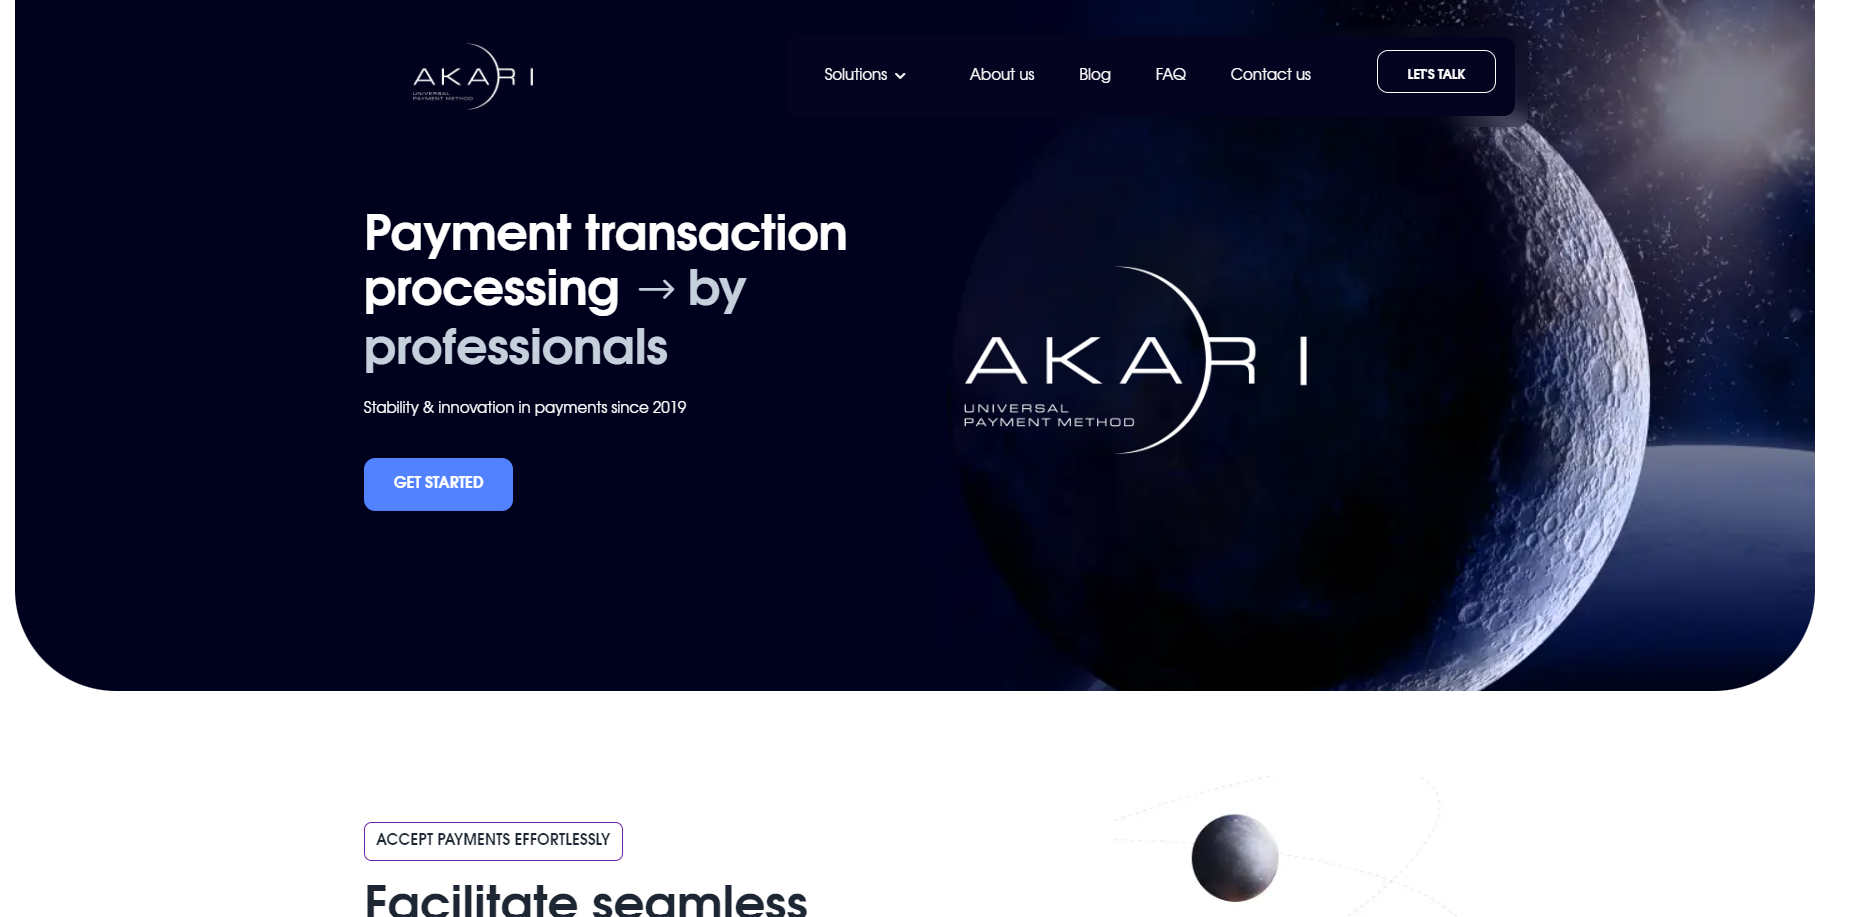 AKARI
UNIVERSAL
PAYMENT METHOD
Solutions
About us
Blog
FAQ
Contact us
LET'S TALK
Payment transaction
processing → by
professionals
Stability & innovation in payments since 2019
GET STARTED
AKARI
UNIVERSAL
PAYMENT METHOD
ACCEPT PAYMENTS EFFORTLESSLY
Facilitate seamless